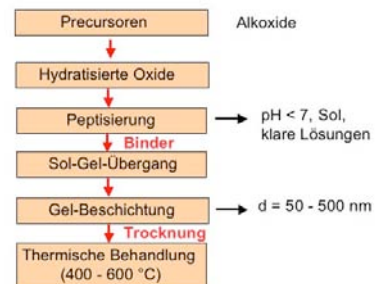 Precursoren
Alkoxide
Hydratisierte Oxide
Peptisierung
pH < 7, Sol,
klare Lösungen
Binder
Sol-Gel-Übergang
Gel-Beschichtung
d = 50 - 500 nm
Trocknung
Thermische Behandlung
(400 - 600 °C)